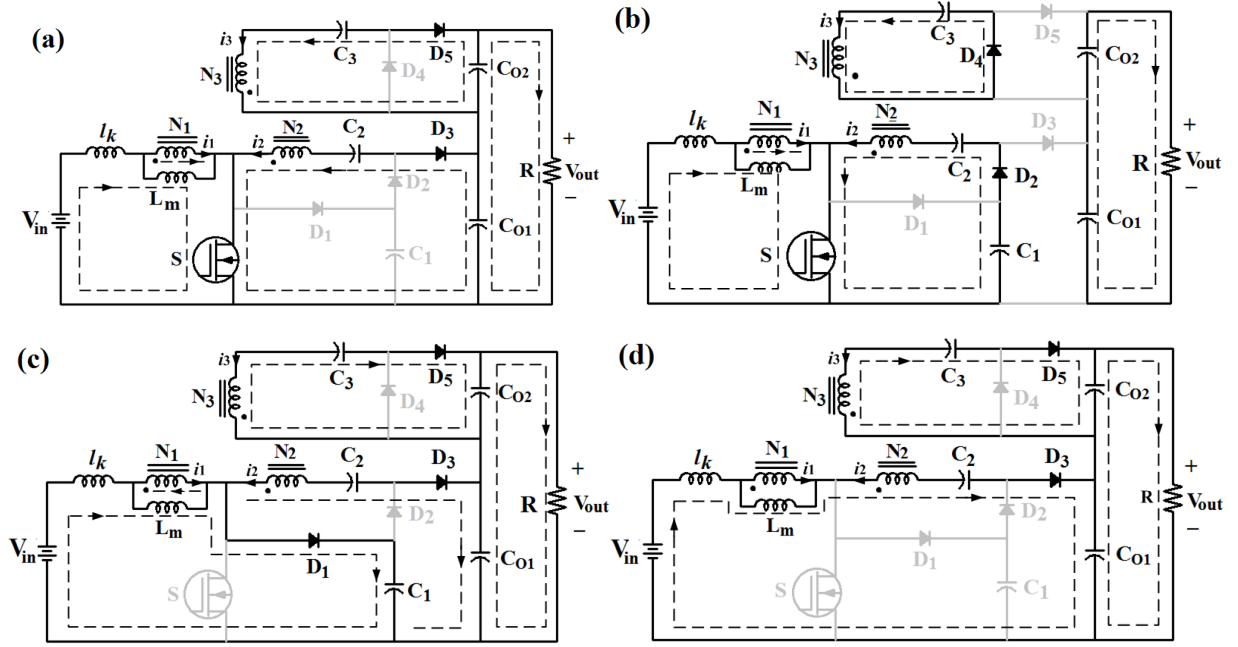 (a)
i3
C3
D5
N3
D4
CO2
lk
N1
i1
i2
N2
C2
D3
+
R
Vout
−
Lm
D2
Vin
D1
CO1
S
C1
(b)
i3
C3
D5
N3
D4
CO2
lk
N1
i1
i2
N2
C2
D3
+
R
Vout
−
Lm
D2
Vin
D1
CO1
S
C1
(c)
i3
C3
D5
N3
D4
CO2
lk
N1
i1
i2
N2
C2
D3
+
R
Vout
−
Lm
D2
Vin
D1
CO1
S
C1
(d)
i3
C3
D5
N3
D4
CO2
lk
N1
i1
i2
N2
C2
D3
+
R
Vout
−
Lm
D2
Vin
D1
CO1
S
C1